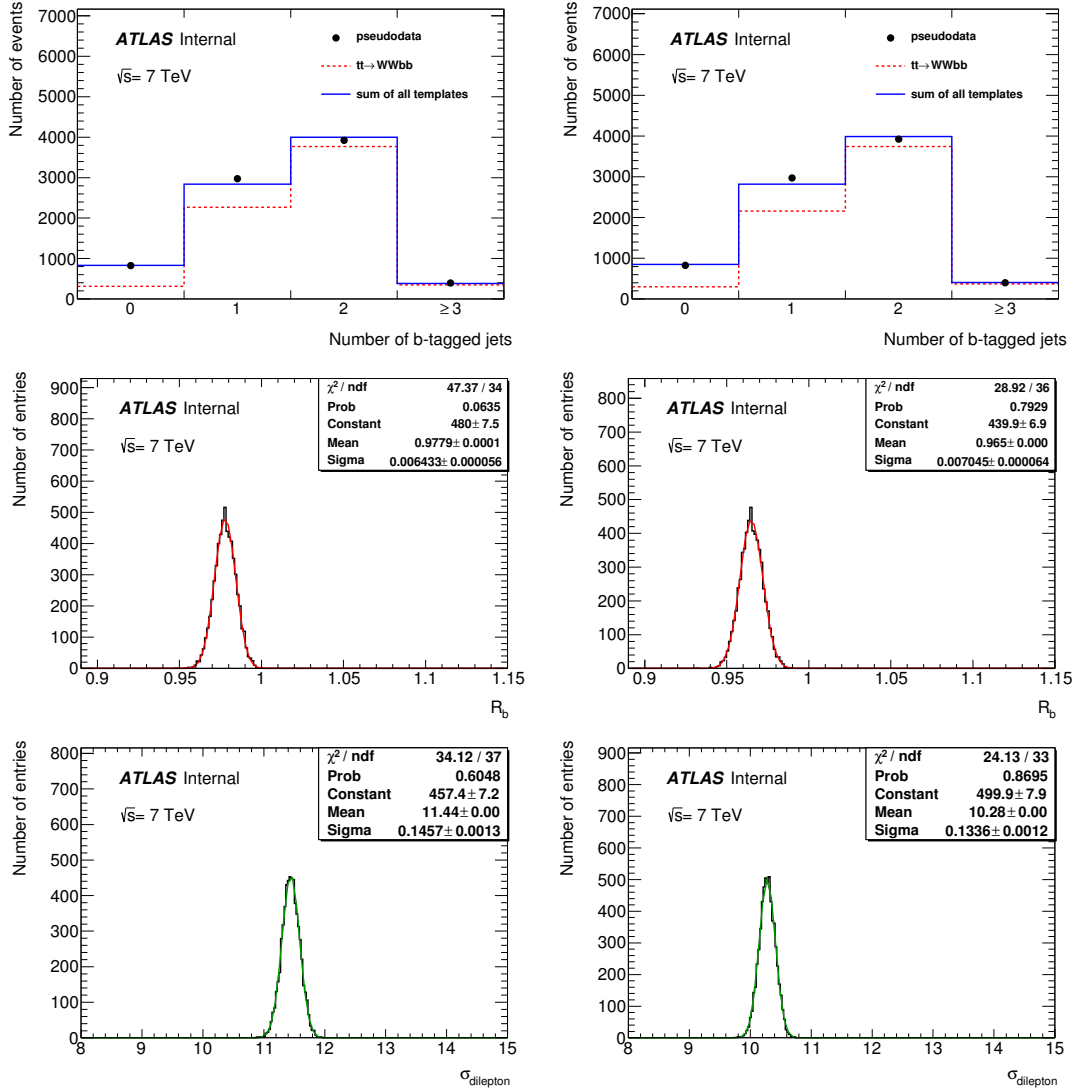 Number of events
7000
6000
5000
4000
3000
2000
1000
0
ATLAS Internal
√s= 7 TeV
pseudodata
tt→WWbb
sum of all templates
0 1 2 ≥ 3
Number of b-tagged jets
Number of events
7000
6000
5000
4000
3000
2000
1000
0
ATLAS Internal
√s= 7 TeV
pseudodata
tt→WWbb
sum of all templates
0 1 2 ≥ 3
Number of b-tagged jets
Number of entries
900
800
700
600
500
400
300
200
100
0
ATLAS Internal
√s= 7 TeV
χ² / ndf 47.37 / 34
Prob 0.0635
Constant 480 ± 7.5
Mean 0.9779 ± 0.0001
Sigma 0.006433 ± 0.000056
0.9 0.95 1 1.05 1.1 1.15
R_b
Number of entries
800
700
600
500
400
300
200
100
0
ATLAS Internal
√s= 7 TeV
χ² / ndf 28.92 / 36
Prob 0.7929
Constant 439.9 ± 6.9
Mean 0.965 ± 0.000
Sigma 0.007045 ± 0.000064
0.9 0.95 1 1.05 1.1 1.15
R_b
Number of entries
800
700
600
500
400
300
200
100
0
ATLAS Internal
√s= 7 TeV
χ² / ndf 34.12 / 37
Prob 0.6048
Constant 457.4 ± 7.2
Mean 11.44 ± 0.00
Sigma 0.1457 ± 0.0013
8 9 10 11 12 13 14 15
σ_dilepton
Number of entries
900
800
700
600
500
400
300
200
100
0
ATLAS Internal
√s= 7 TeV
χ² / ndf 24.13 / 33
Prob 0.8695
Constant 499.9 ± 7.9
Mean 10.28 ± 0.00
Sigma 0.1336 ± 0.0012
8 9 10 11 12 13 14 15
σ_dilepton